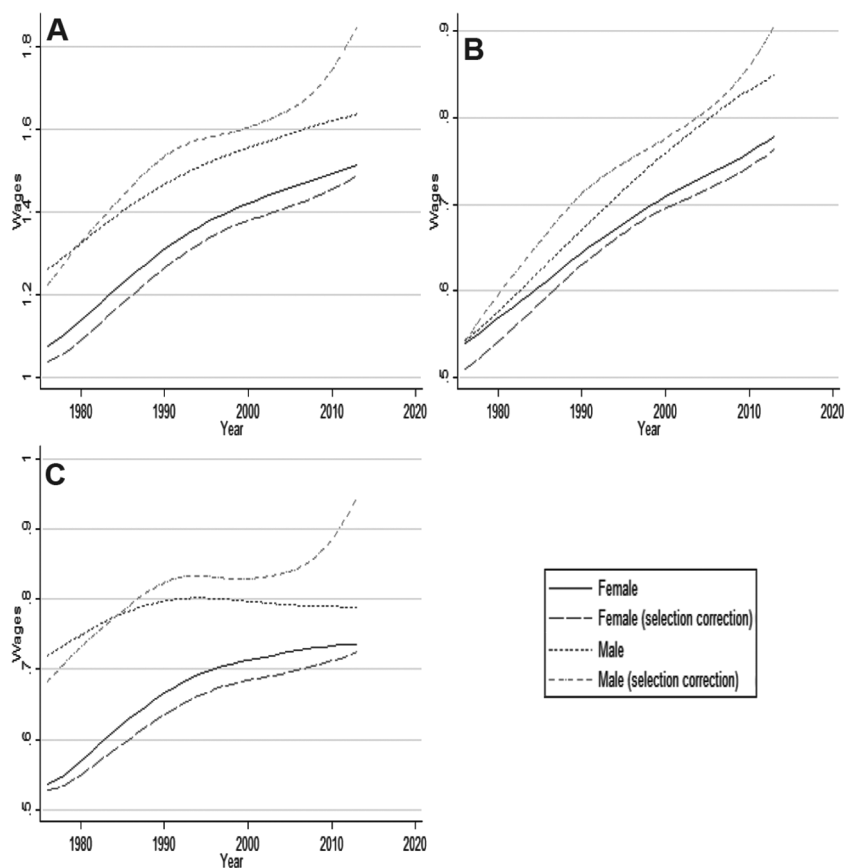 A
1.8
1.6
1.4
1.2
1
Wages
1980 1990 2000 2010 2020
Year
B
.9
.8
.7
.6
.5
Wages
1980 1990 2000 2010 2020
Year
C
1
.9
.8
.7
.6
.5
Wages
1980 1990 2000 2010 2020
Year
Female
Female (selection correction)
Male
Male (selection correction)